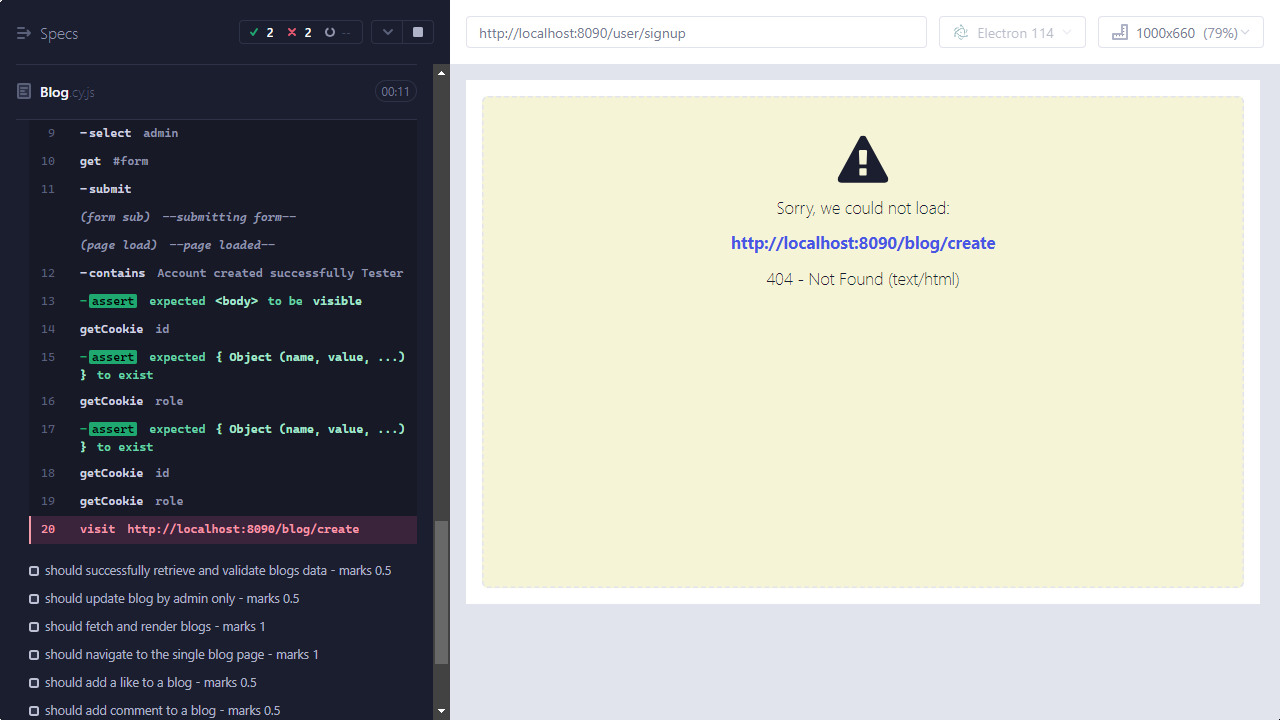 Specs
2 2 --
Blog.cy.js 00:11
9 -select admin
10 get #form
11 -submit
(form sub) --submitting form--
(page load) --page loaded--
12 -contains Account created successfully Tester
13 -assert expected <body> to be visible
14 getCookie id
15 -assert expected { Object (name, value, ...)
} to exist
16 getCookie role
17 -assert expected { Object (name, value, ...)
} to exist
18 getCookie id
19 getCookie role
20 visit http://localhost:8090/blog/create
should successfully retrieve and validate blogs data - marks 0.5
should update blog by admin only - marks 0.5
should fetch and render blogs - marks 1
should navigate to the single blog page - marks 1
should add a like to a blog - marks 0.5
should add comment to a blog - marks 0.5
http://localhost:8090/user/signup
Electron 114
1000x660 (79%)
Sorry, we could not load:
http://localhost:8090/blog/create
404 - Not Found (text/html)